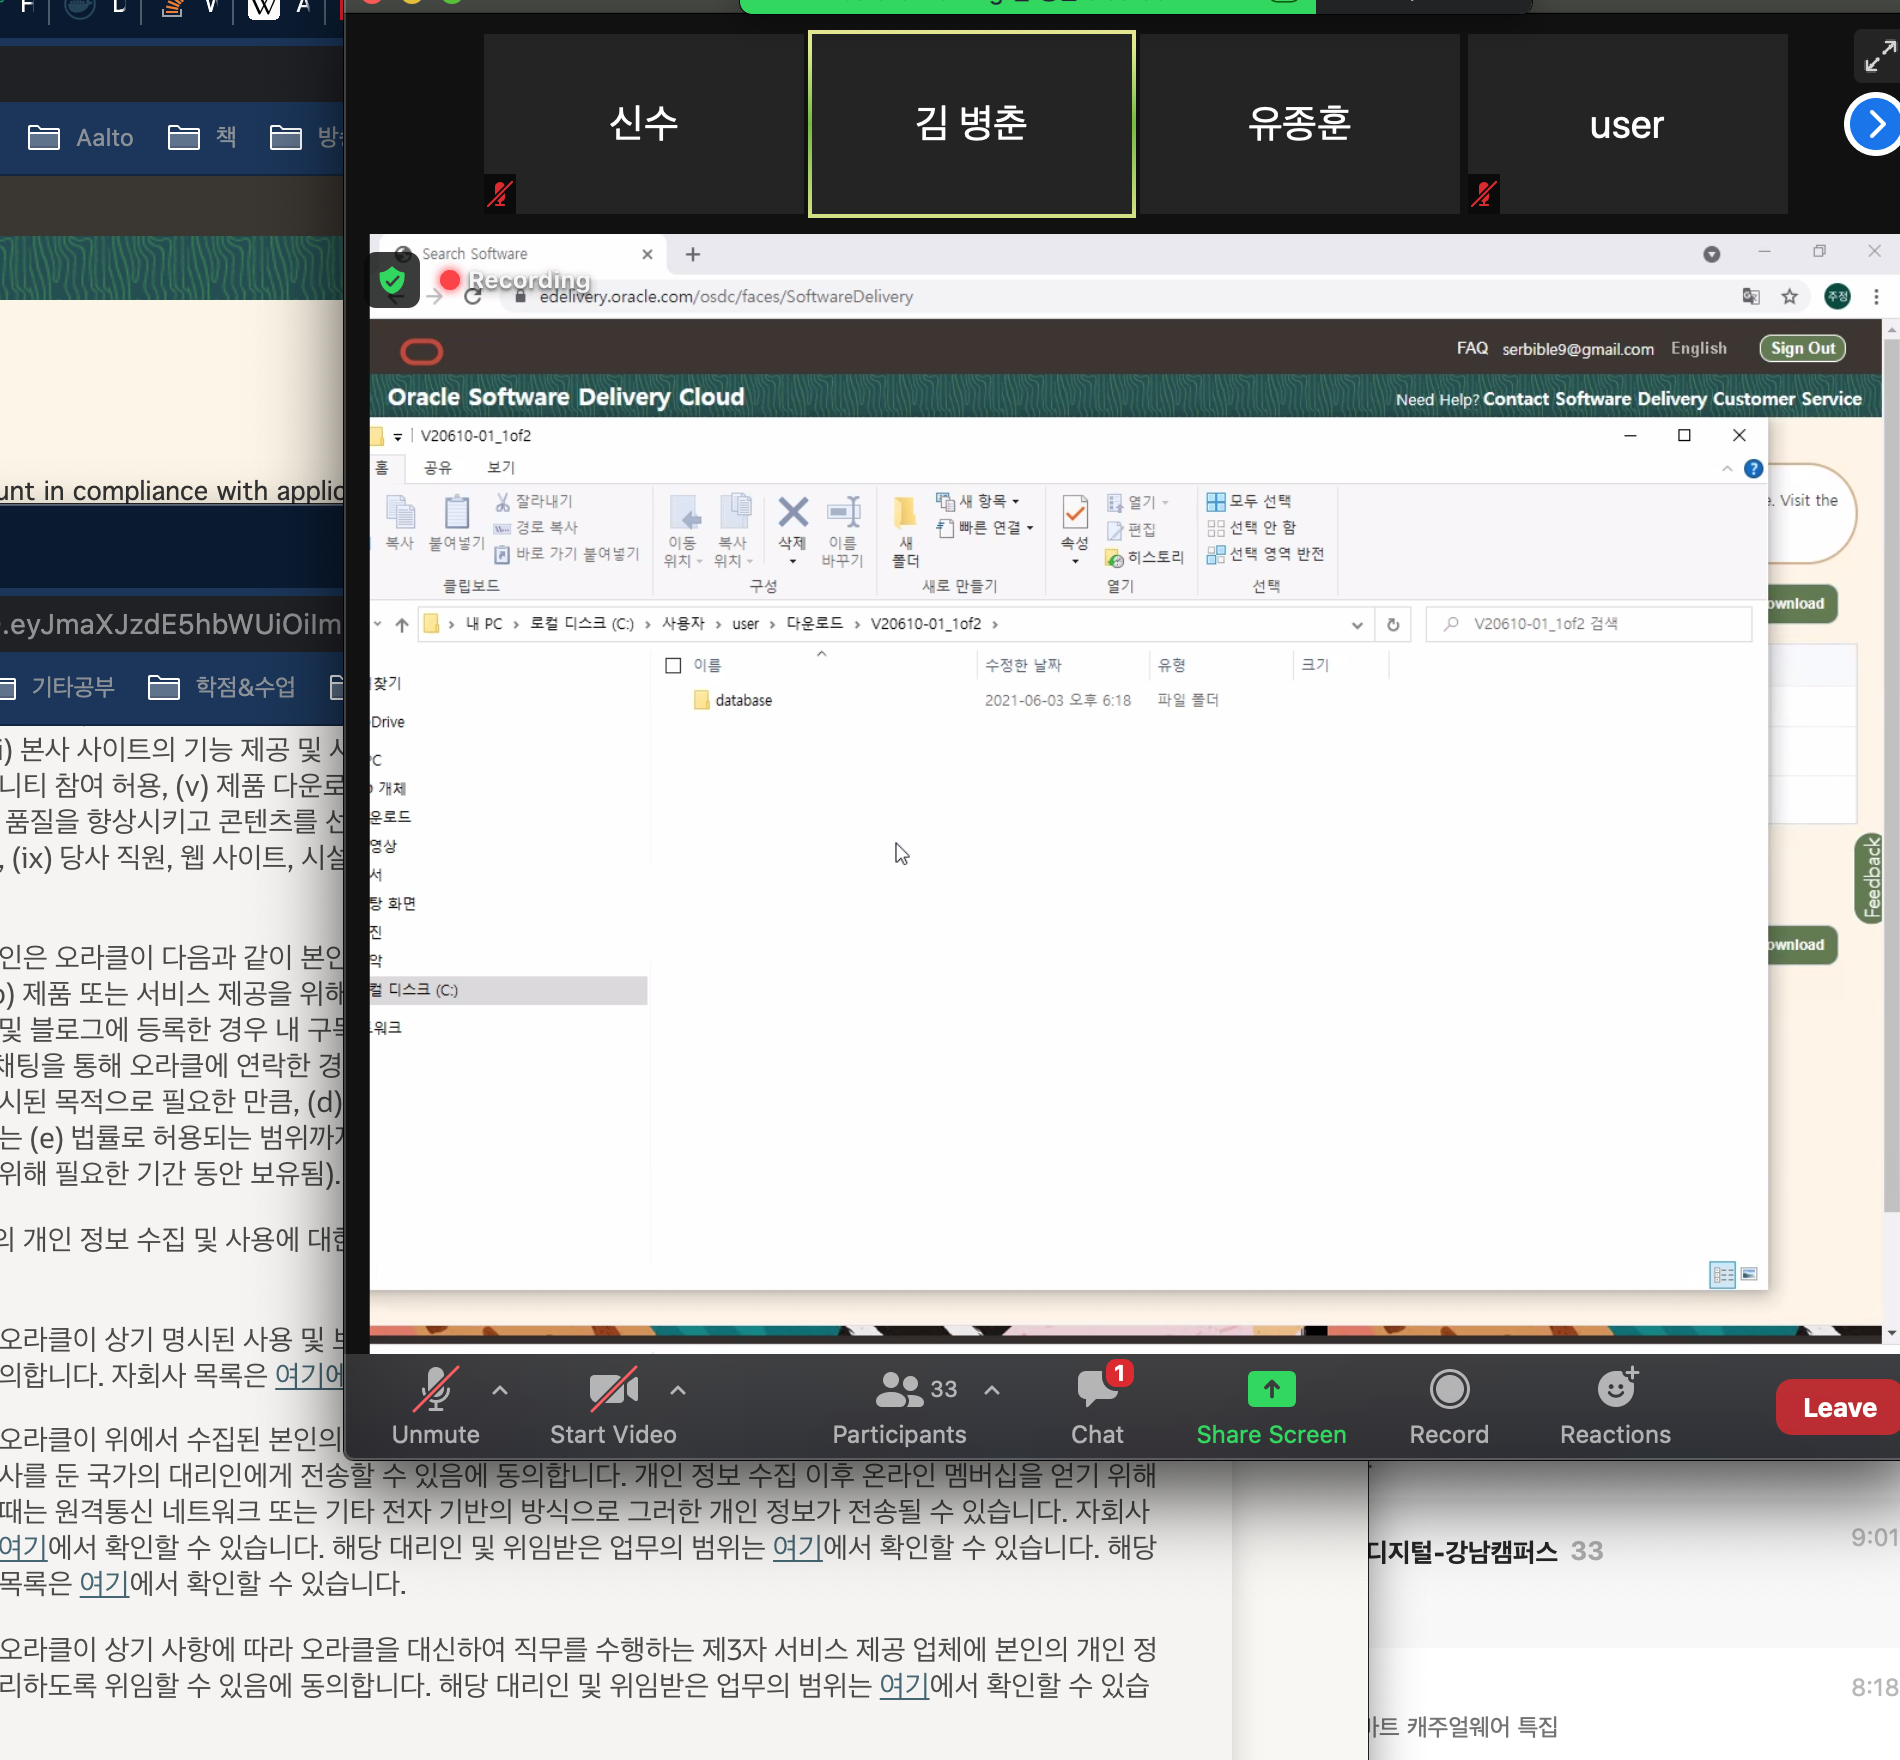 Aalto
책
unt in compliance with applic
.eyJmaXJzdE5hbWUiOiJm
기타공부
학점&수업
i) 본사 사이트의 기능 제공 및
니티 참여 허용, (v) 제품 다운로
품질을 향상시키고 콘텐츠를 선
, (ix) 당사 직원, 웹 사이트, 시설
인은 오라클이 다음과 같이 본인
) 제품 또는 서비스 제공을 위해
및 블로그에 등록한 경우 내 구독
채팅을 통해 오라클에 연락한 경
시된 목적으로 필요한 만큼, (d)
는 (e) 법률로 허용되는 범위까지
위해 필요한 기간 동안 보유됨).
의 개인 정보 수집 및 사용에 대한
오라클이 상기 명시된 사용 및
의합니다. 자회사 목록은 여기에
오라클이 위에서 수집된 본인의
사를 둔 국가의 대리인에게 전송할 수 있음에 동의합니다. 개인 정보 수집 이후 온라인 멤버십을 얻기 위해
때는 원격통신 네트워크 또는 기타 전자 기반의 방식으로 그러한 개인 정보가 전송될 수 있습니다. 자회사
여기에서 확인할 수 있습니다. 해당 대리인 및 위임받은 업무의 범위는 여기에서 확인할 수 있습니다. 해당
목록은 여기에서 확인할 수 있습니다.
오라클이 상기 사항에 따라 오라클을 대신하여 직무를 수행하는 제3자 서비스 제공 업체에 본인의 개인 정
리하도록 위임할 수 있음에 동의합니다. 해당 대리인 및 위임받은 업무의 범위는 여기에서 확인할 수 있습
신수
김 병춘
유종훈
user
Search Software
Recording
edelivery.oracle.com/osdc/faces/SoftwareDelivery
주정
FAQ serbible9@gmail.com English Sign Out
Oracle Software Delivery Cloud
Need Help? Contact Software Delivery Customer Service
V20610-01_1of2
홈 공유 보기
e. Visit the
복사
붙여넣기
잘라내기
경로 복사
바로 가기 붙여넣기
클립보드
이동 위치
복사 위치
삭제
이름 바꾸기
구성
새 폴더
새 항목
빠른 연결
새로 만들기
속성
열기
편집
히스토리
열기
모두 선택
선택 안 함
선택 영역 반전
선택
ownload
내 PC › 로컬 디스크 (C:) › 사용자 › user › 다운로드 › V20610-01_1of2 ›
V20610-01_1of2 검색
이름 수정한 날짜 유형 크기
database 2021-06-03 오후 6:18 파일 폴더
찾기
Drive
PC
개체
운로드
영상
서
탕 화면
진
악
컬 디스크 (C:)
워크
Feedback
ownload
Unmute
Start Video
33
Participants
1
Chat
Share Screen
Record
Reactions
Leave
디지털-강남캠퍼스 33
9:01
8:18
마트 캐주얼웨어 특집